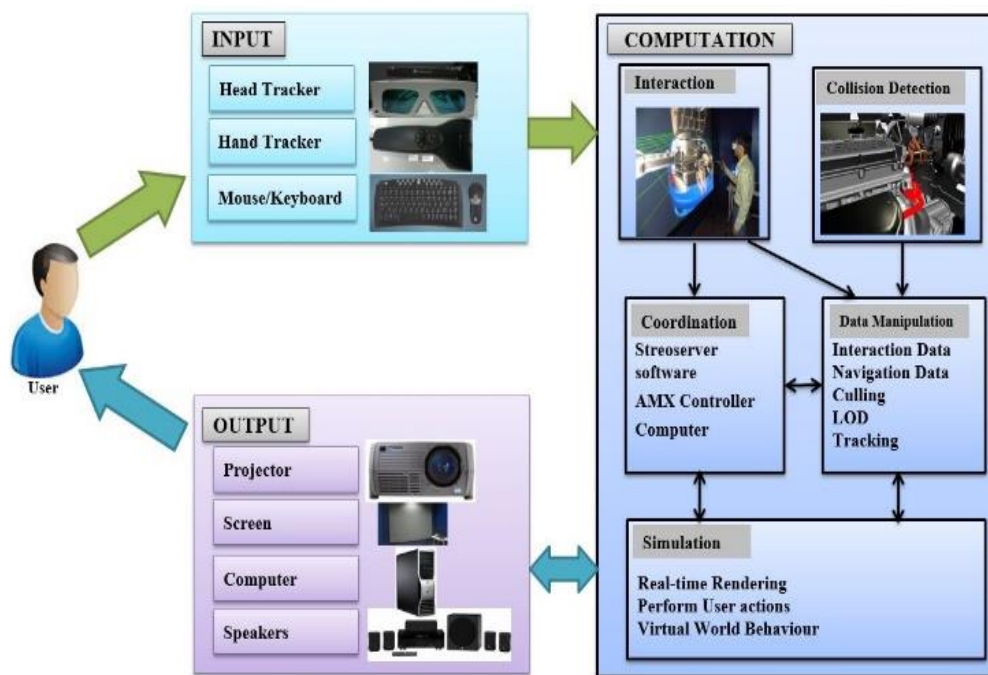 INPUT
Head Tracker
Hand Tracker
Mouse/Keyboard
User
OUTPUT
Projector
Screen
Computer
Speakers
COMPUTATION
Interaction
Collision Detection
Coordination
Streoserver
software
AMX Controller
Computer
Data Manipulation
Interaction Data
Navigation Data
Culling
LOD
Tracking
Simulation
Real-time Rendering
Perform User actions
Virtual World Behaviour